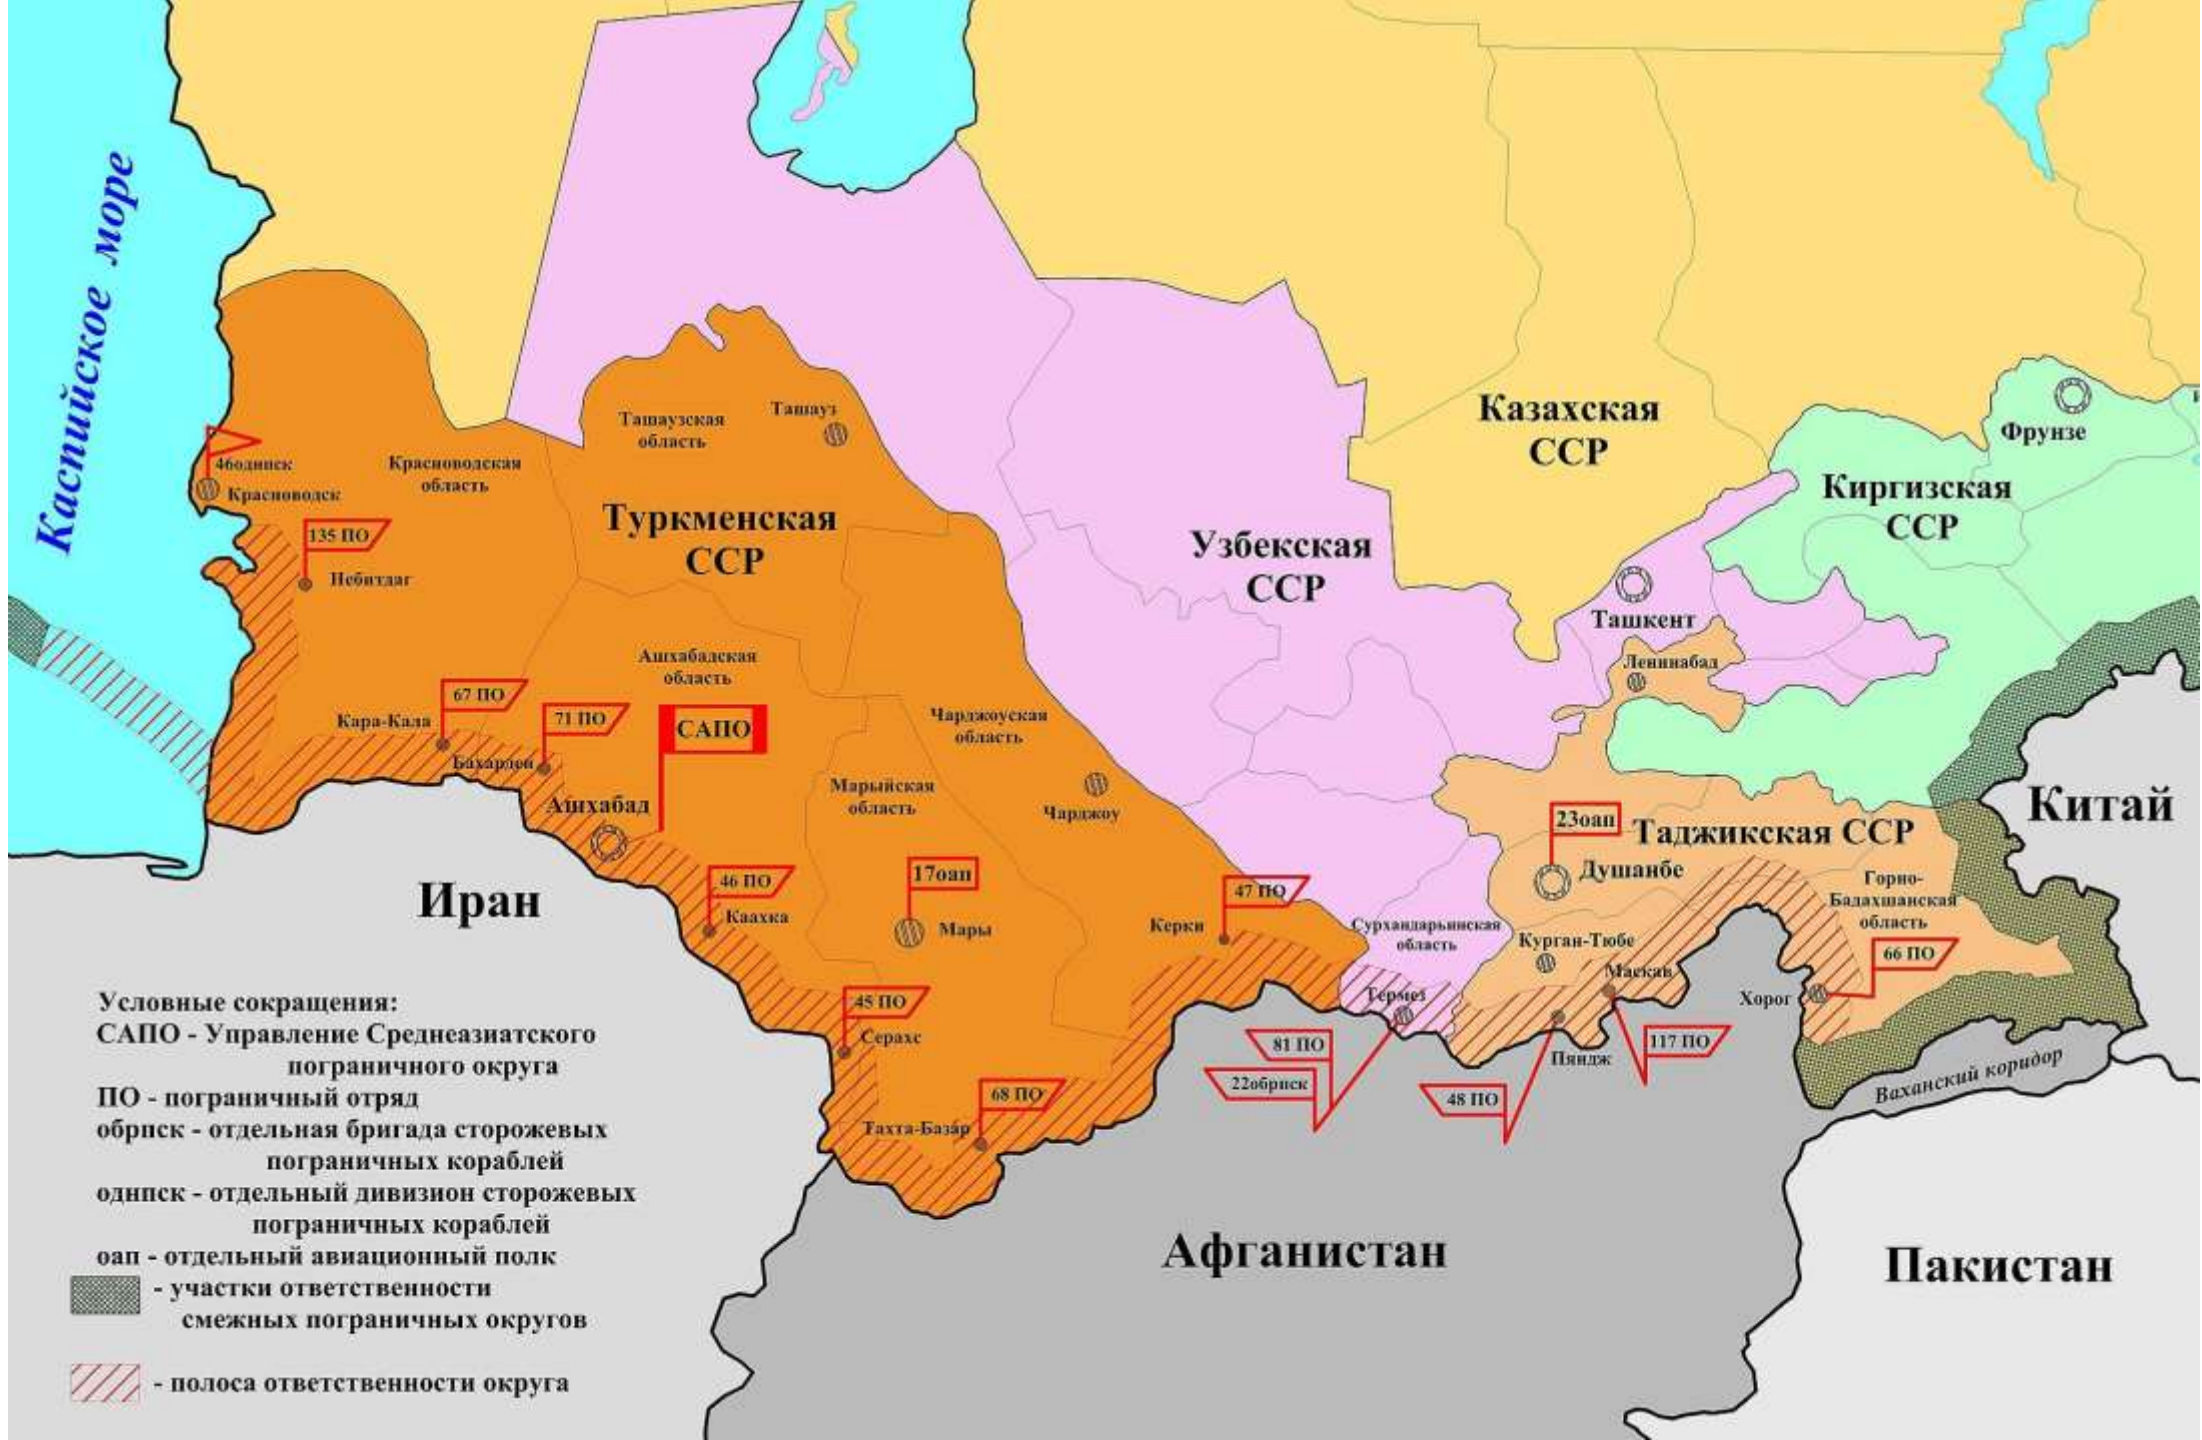 Каспийское море
Казахская
ССР
Фрунзе
Киргизская
ССР
Ташаузская
область
Ташауз
Красноводская
область
46однпск
Красноводск
Туркменская
ССР
135 ПО
Небитдаг
Узбекская
ССР
Ташкент
Ленинабад
Ашхабадская
область
67 ПО
Кара-Кала
71 ПО
Бахарден
САПО
Чарджоуская
область
Марыйская
область
Чарджоу
Ашхабад
Китай
23оап
Таджикская ССР
Душанбе
Иран
46 ПО
Каахка
17оап
Мары
47 ПО
Керки
Сурхандарьинская
область
Курган-Тюбе
Горно-
Бадахшанская
область
66 ПО
Маскав
Хорог
Термез
45 ПО
Серахс
81 ПО
22обрпск
48 ПО
Пяндж
117 ПО
Ваханский коридор
68 ПО
Тахта-Базар
Афганистан
Пакистан
Условные сокращения:
САПО - Управление Среднеазиатского
пограничного округа
ПО - пограничный отряд
обрпск - отдельная бригада сторожевых
пограничных кораблей
однпск - отдельный дивизион сторожевых
пограничных кораблей
оап - отдельный авиационный полк
- участки ответственности
смежных пограничных округов
- полоса ответственности округа